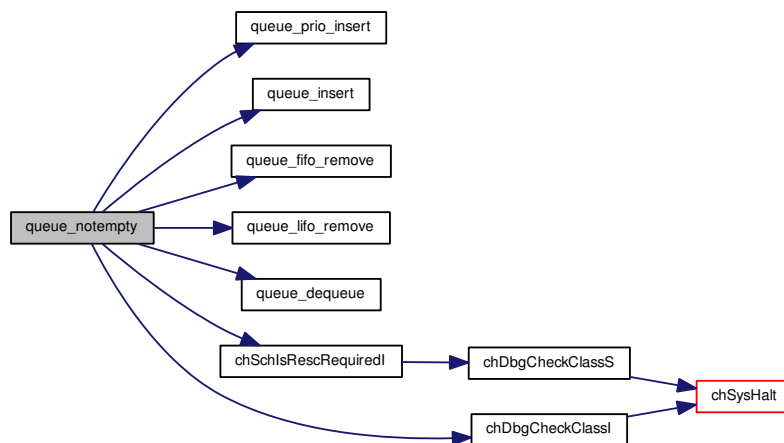 queue_prio_insert
queue_insert
queue_fifo_remove
queue_notempty
queue_lifo_remove
queue_dequeue
chSchIsRescRequiredI
chDbgCheckClassS
chSysHalt
chDbgCheckClassI